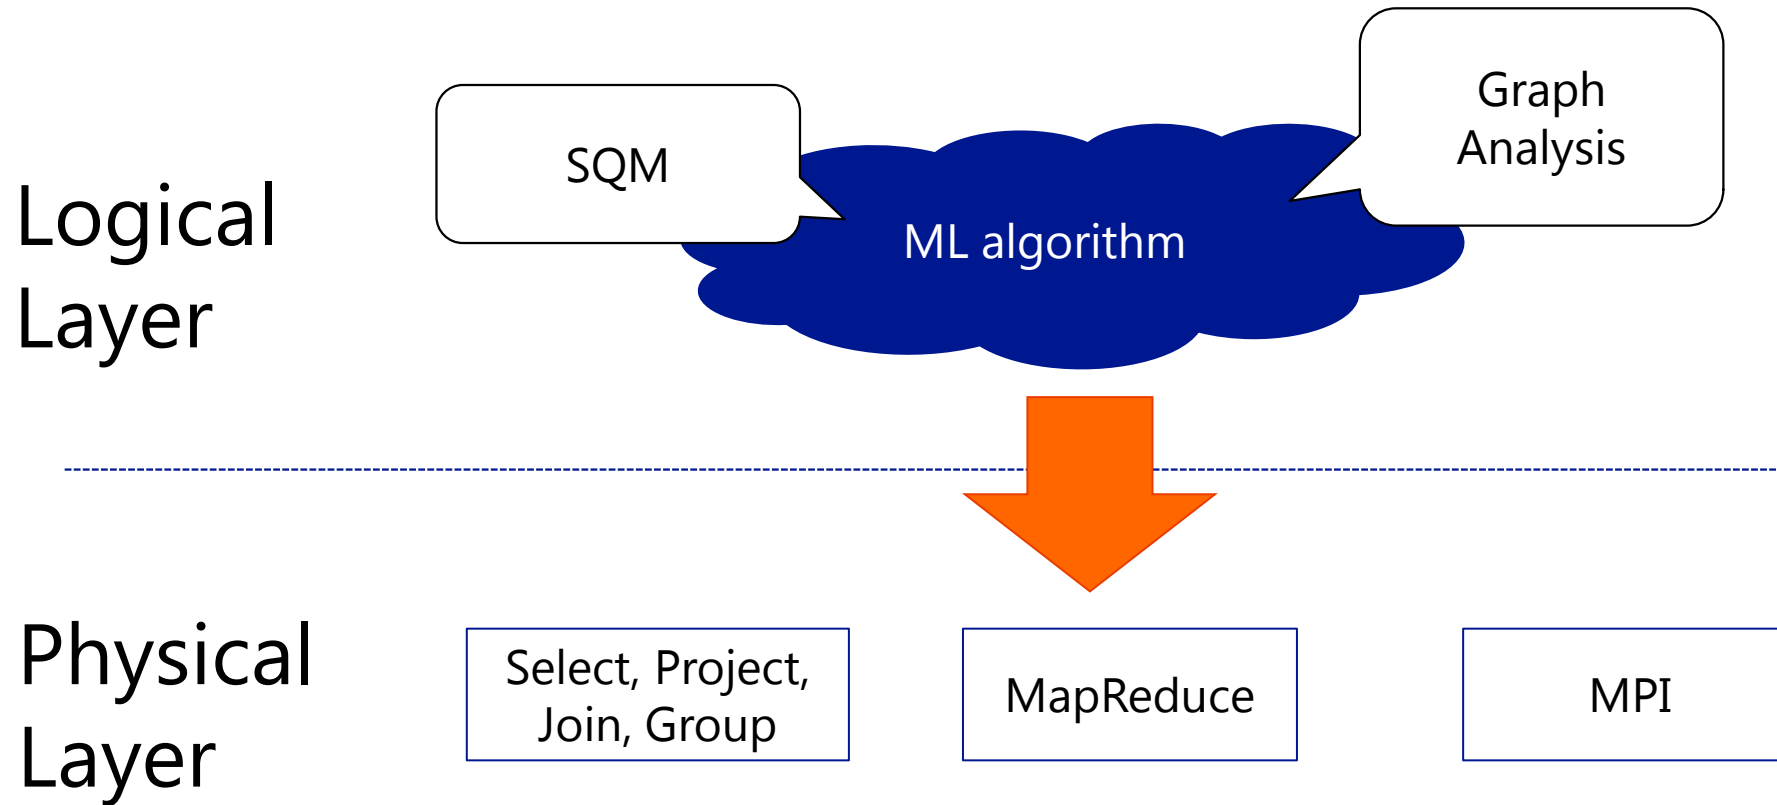 Logical
Layer
SQM
ML algorithm
Graph
Analysis
Physical
Layer
Select, Project,
Join, Group
MapReduce
MPI